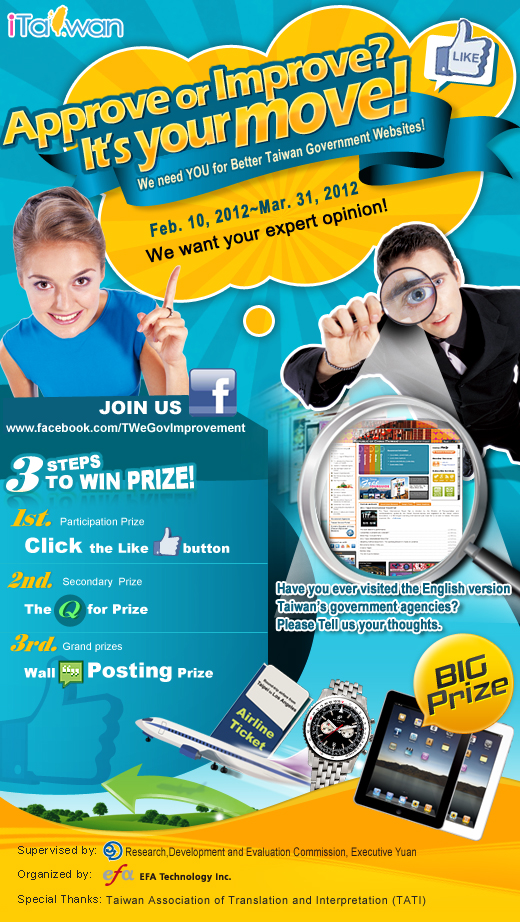 iTaiwan
LIKE
Approve or Improve?
It's your move!
We need YOU for Better Taiwan Government Websites!
Feb. 10, 2012~Mar. 31, 2012
We want your expert opinion!
JOIN US f
www.facebook.com/TWeGovImprovement
3 STEPS
TO WIN PRIZE!
1st. Participation Prize
Click the Like button
2nd. Secondary Prize
The Q for Prize
3rd. Grand prizes
Wall Posting Prize
Have you ever visited the English version
Taiwan's government agencies?
Please Tell us your thoughts.
BIG
Prize
Taipei to Los Angeles
Airline
Ticket
Supervised by: Research,Development and Evaluation Commission, Executive Yuan
Organized by: efa EFA Technology Inc.
Special Thanks: Taiwan Association of Translation and Interpretation (TATI)